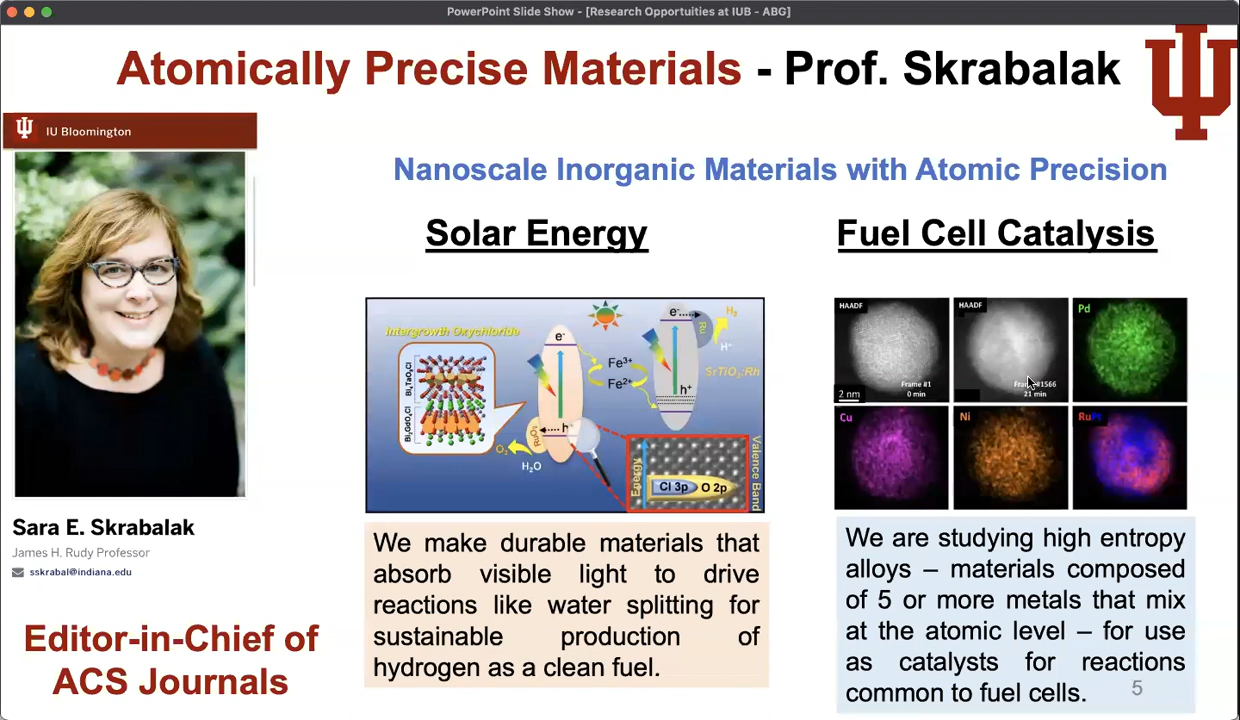 PowerPoint Slide Show - [Research Opportuities at IUB - ABG]
Atomically Precise Materials - Prof. Skrabalak
IU Bloomington
Nanoscale Inorganic Materials with Atomic Precision
Solar Energy
Fuel Cell Catalysis
Intergrowth Oxychloride
Bi₄TaO₈Cl
Bi₂GdO₄Cl
e⁻
RuO₂
h⁺
O₂
H₂O
Fe³⁺
Fe²⁺
e⁻
Ru
H₂
H⁺
SrTiO₃:Rh
h⁺
Energy
Cl 3p
O 2p
Valence Band
HAADF
Frame #1
2 nm
0 min
HAADF
21 min
Pd
Cu
Ni
RuPt
Sara E. Skrabalak
James H. Rudy Professor
sskrabal@indiana.edu
Editor-in-Chief of
ACS Journals
We make durable materials that
absorb visible light to drive
reactions like water splitting for
sustainable production of
hydrogen as a clean fuel.
We are studying high entropy
alloys – materials composed
of 5 or more metals that mix
at the atomic level – for use
as catalysts for reactions
common to fuel cells.
5